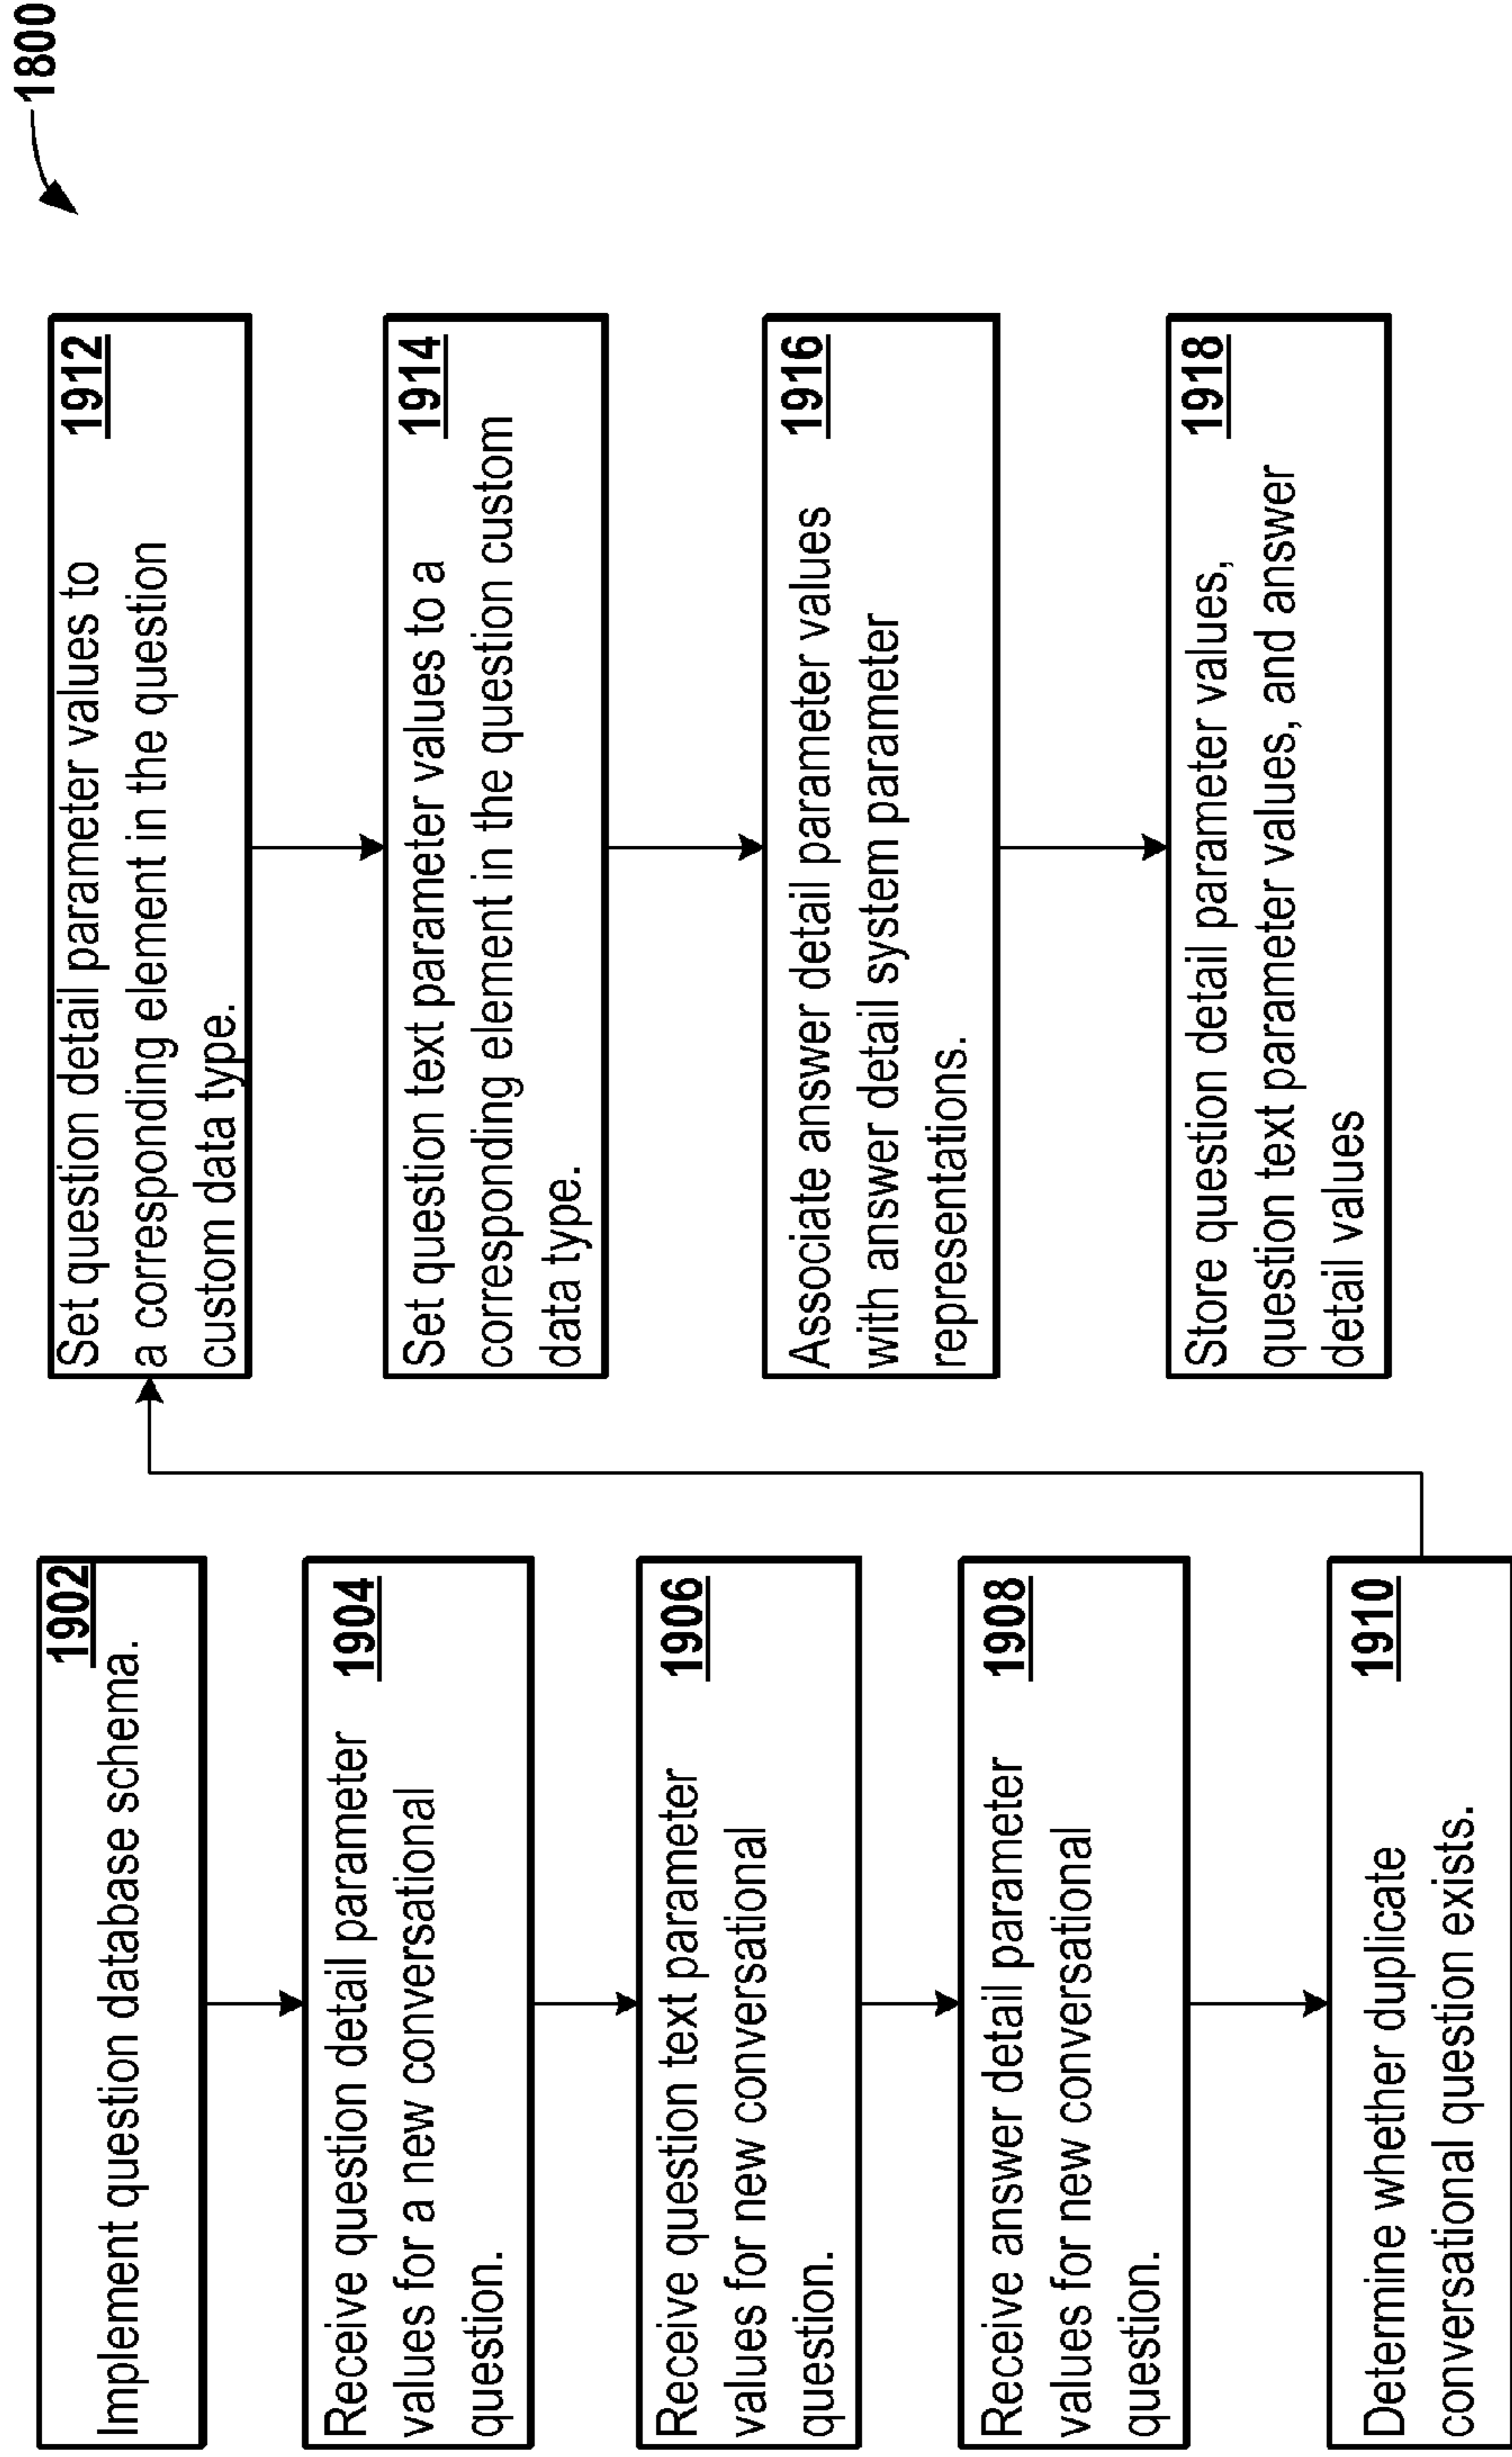 1800
1902
Implement question database schema.
Receive question detail parameter 1904
values for a new conversational
question.
Receive question text parameter 1906
values for new conversational
question.
Receive answer detail parameter 1908
values for new conversational
question.
Determine whether duplicate 1910
conversational question exists.
Set question detail parameter values to 1912
a corresponding element in the question
custom data type.
Set question text parameter values to a 1914
corresponding element in the question custom
data type.
Associate answer detail parameter values 1916
with answer detail system parameter
representations.
Store question detail parameter values, 1918
question text parameter values, and answer
detail values